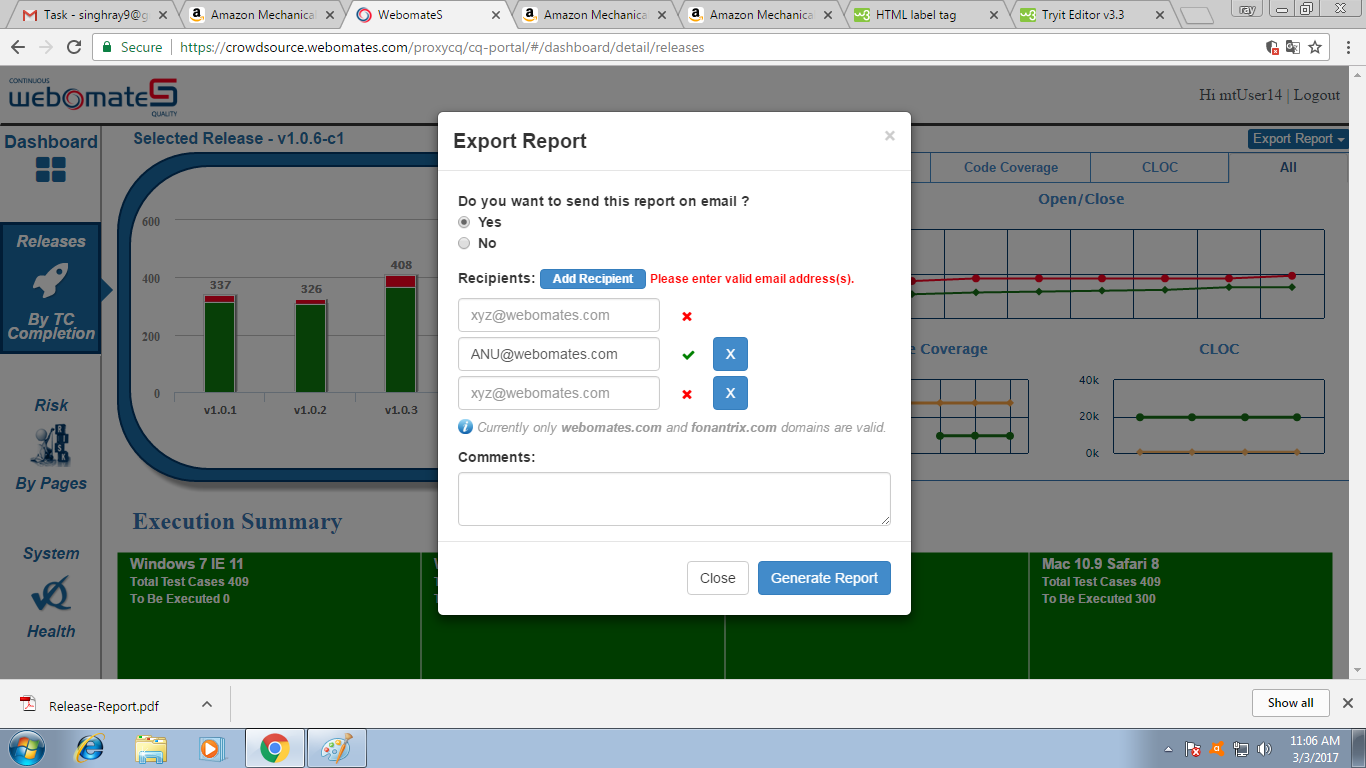 Task - singhray9@g
Amazon Mechanical
WebomateS
Amazon Mechanica
Amazon Mechanica
HTML label tag
Tryit Editor v3.3
ray
Secure
https://crowdsource.webomates.com/proxycq/cq-portal/#/dashboard/detail/releases
CONTINUOUS
webomateS
QUALITY
Hi mtUser14 | Logout
Dashboard
Selected Release - v1.0.6-c1
Export Report
Code Coverage
CLOC
All
Releases
By TC
Completion
Risk
By Pages
System
Health
600
400
200
0
337
326
408
v1.0.1
v1.0.2
v1.0.3
Export Report
×
Do you want to send this report on email ?
Yes
No
Recipients: Add Recipient Please enter valid email address(s).
xyz@webomates.com
ANU@webomates.com X
xyz@webomates.com X
Currently only webomates.com and fonantrix.com domains are valid.
Comments:
Close
Generate Report
Open/Close
e Coverage
CLOC
40k
20k
0k
Execution Summary
Windows 7 IE 11
Total Test Cases 409
To Be Executed 0
Mac 10.9 Safari 8
Total Test Cases 409
To Be Executed 300
Release-Report.pdf
Show all
11:06 AM
3/3/2017